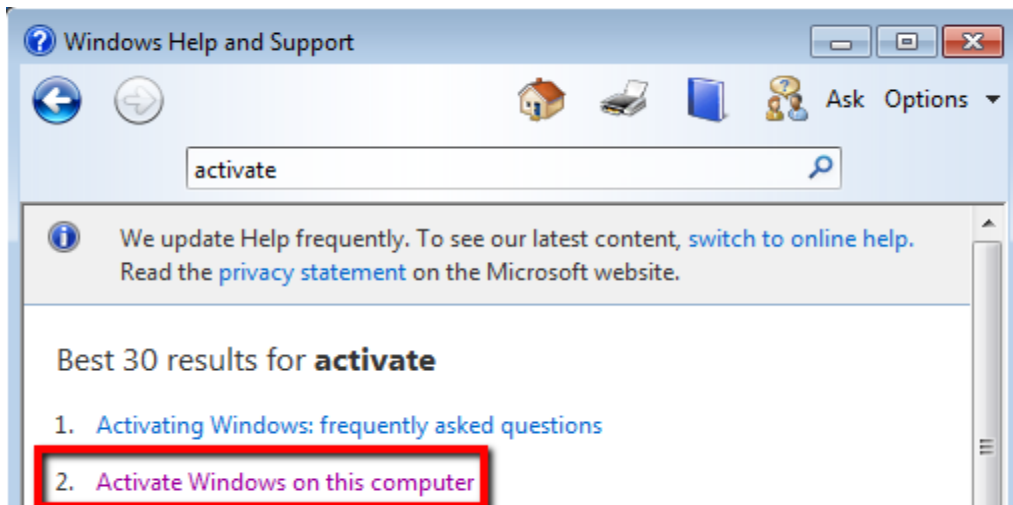 Windows Help and Support
Ask Options
activate
We update Help frequently. To see our latest content, switch to online help.
Read the privacy statement on the Microsoft website.
Best 30 results for activate
1. Activating Windows: frequently asked questions
2. Activate Windows on this computer